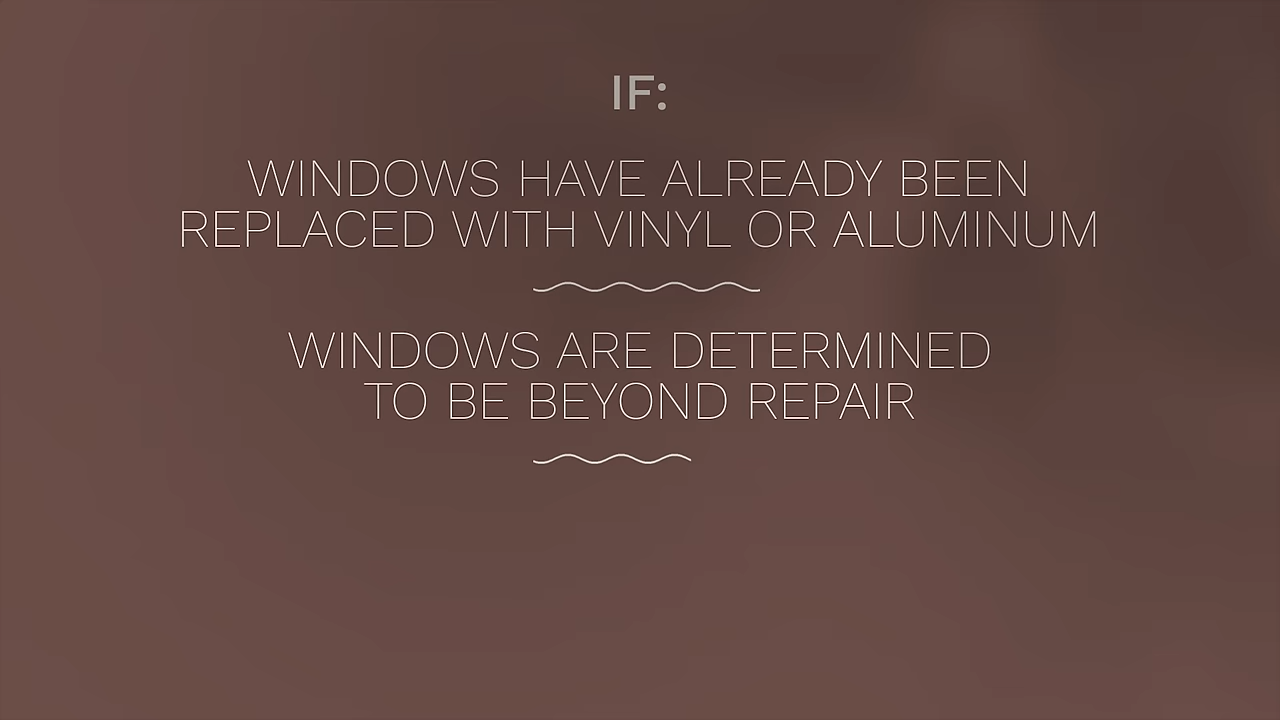 IF:
WINDOWS HAVE ALREADY BEEN
REPLACED WITH VINYL OR ALUMINUM
WINDOWS ARE DETERMINED
TO BE BEYOND REPAIR